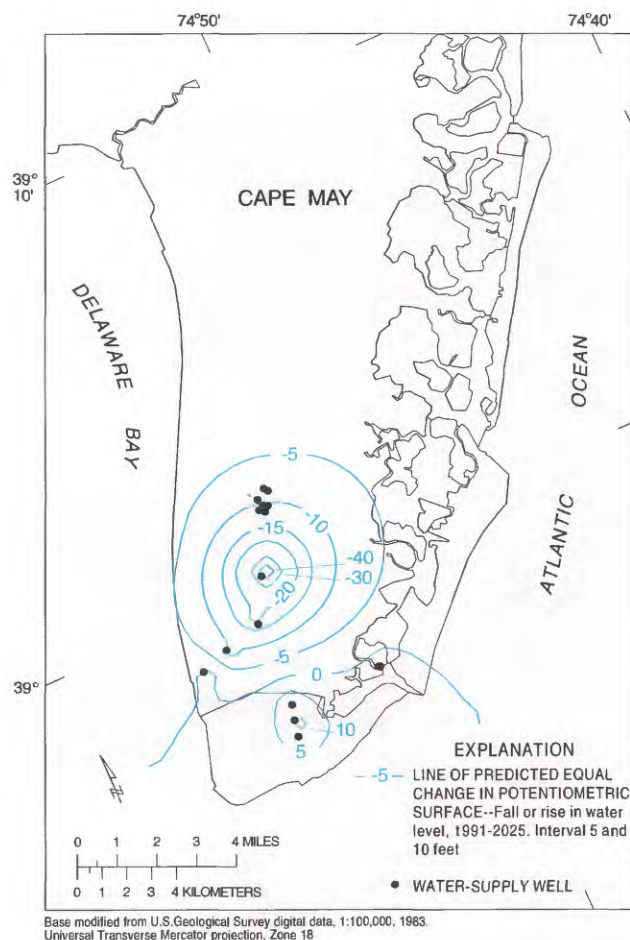 74°50'
74°40'
39°
10'
CAPE MAY
DELAWARE
BAY
OCEAN
ATLANTIC
-5
-10
-15
-40
-30
-20
-5
0
39°
10
5
EXPLANATION
-5 LINE OF PREDICTED EQUAL
CHANGE IN POTENTIOMETRIC
SURFACE--Fall or rise in water
level, 1991-2025. Interval 5 and
10 feet
WATER-SUPPLY WELL
0 1 2 3 4 MILES
0 1 2 3 4 KILOMETERS
Base modified from U.S.Geological Survey digital data, 1:100,000, 1983.
Universal Transverse Mercator projection, Zone 18